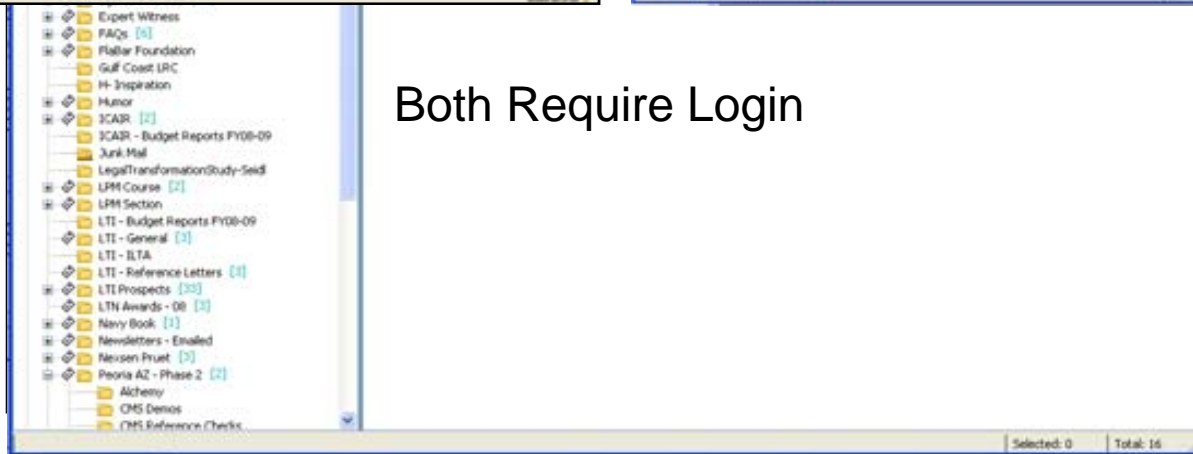 Expert Witness
FAQs [6]
FlaBar Foundation
Gulf Coast LRC
H- Inspiration
Both Require Login
Humor
ICAIR [2]
ICAIR - Budget Reports FY08-09
Junk Mail
LegalTransformationStudy-Seidl
LPM Course [2]
LPM Section
LTI - Budget Reports FY08-09
LTI - General [3]
LTI - ILTA
LTI - Reference Letters [3]
LTI Prospects [33]
LTN Awards - 08 [3]
Navy Book [1]
Newsletters - Emailed
Nexsen Pruet [3]
Peoria AZ - Phase 2 [2]
Alchemy
CMS Demos
CMS Reference Checks
Selected: 0 Total: 16